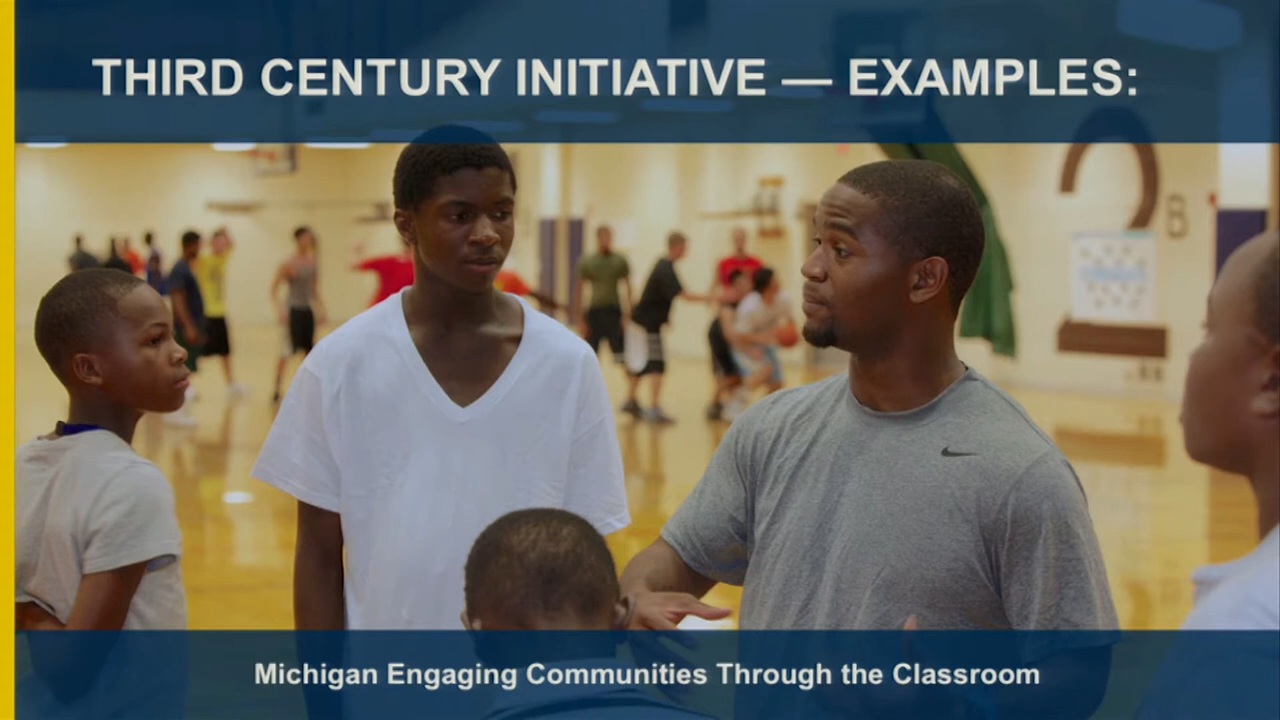 THIRD CENTURY INITIATIVE — EXAMPLES:
B
Michigan Engaging Communities Through the Classroom